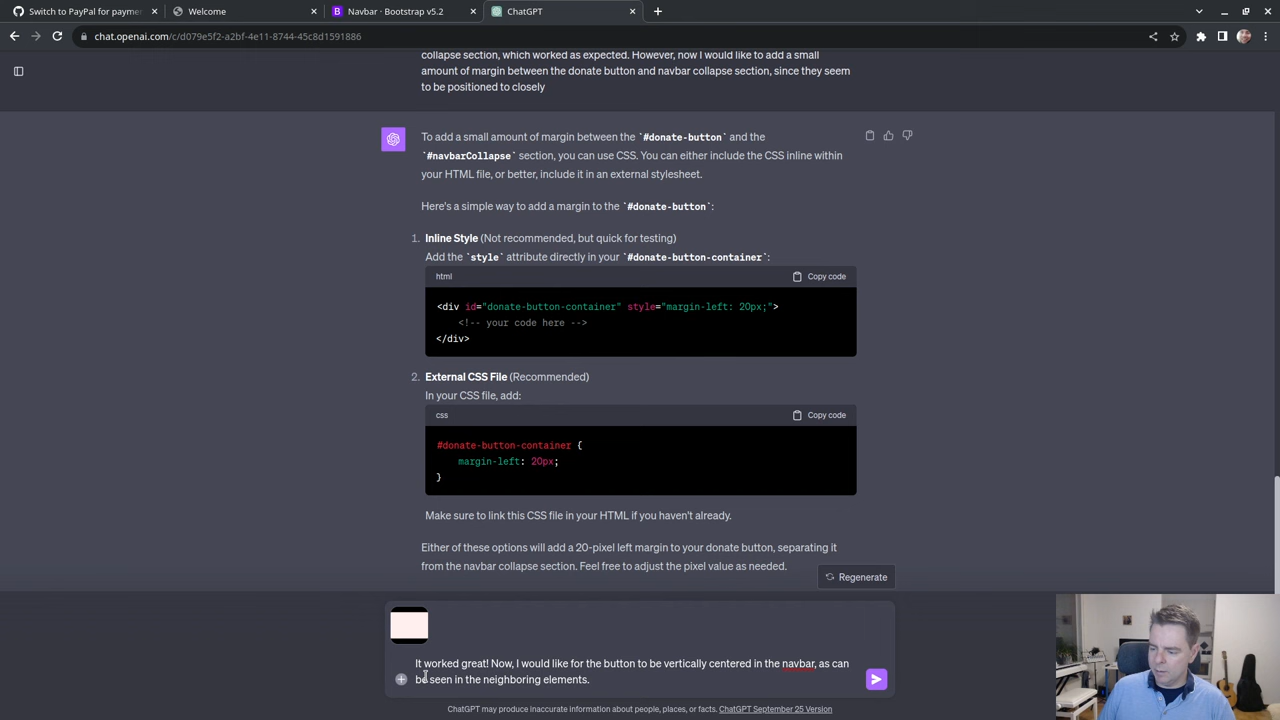 Switch to PayPal for payme
Welcome
Navbar - Bootstrap v5.2
ChatGPT
chat.openai.com/c/d079e5f2-a2bf-4e11-8744-45c8d1591886
collapse section, which worked as expected. However, now I would like to add a small
amount of margin between the donate button and navbar collapse section, since they seem
to be positioned to closely
To add a small amount of margin between the `#donate-button` and the
`#navbarCollapse` section, you can use CSS. You can either include the CSS inline within
your HTML file, or better, include it in an external stylesheet.
Here's a simple way to add a margin to the `#donate-button`:
1. Inline Style (Not recommended, but quick for testing)
Add the `style` attribute directly in your `#donate-button-container`:
html
Copy code
<div id="donate-button-container" style="margin-left: 20px;">
<!-- your code here -->
</div>
2. External CSS File (Recommended)
In your CSS file, add:
css
Copy code
#donate-button-container {
margin-left: 20px;
}
Make sure to link this CSS file in your HTML if you haven't already.
Either of these options will add a 20-pixel left margin to your donate button, separating it
from the navbar collapse section. Feel free to adjust the pixel value as needed.
Regenerate
It worked great! Now, I would like for the button to be vertically centered in the navbar, as can
be seen in the neighboring elements.
ChatGPT may produce inaccurate information about people, places, or facts. ChatGPT September 25 Version